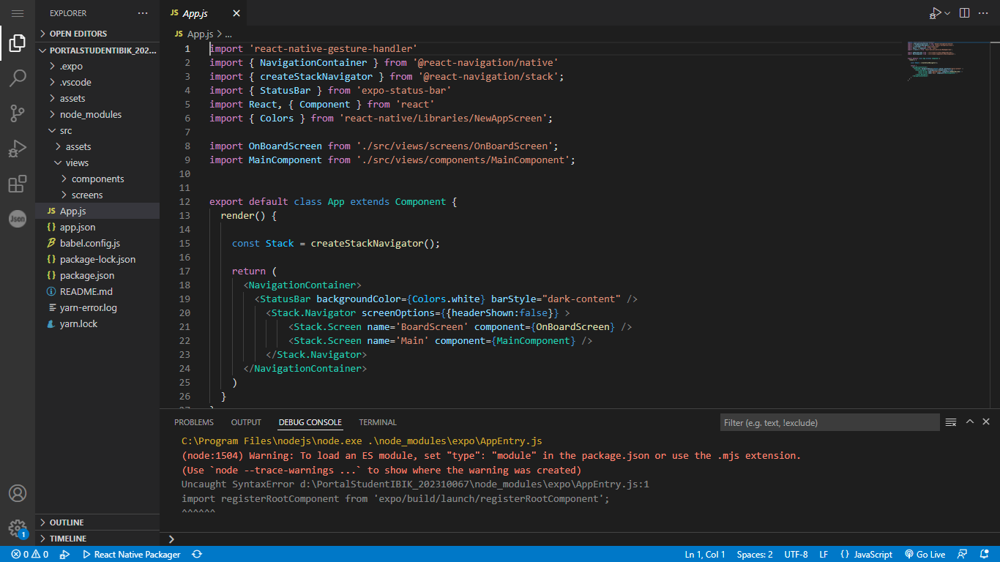 EXPLORER ...
OPEN EDITORS
PORTALSTUDENTIBIK_202...
.expo
.vscode
assets
node_modules
src
assets
views
components
screens
JS App.js
{} app.json
babel.config.js
{} package-lock.json
{} package.json
README.md
yarn-error.log
yarn.lock
OUTLINE
TIMELINE
Json
1
JS App.js
JS App.js > ...
1 import 'react-native-gesture-handler'
2 import { NavigationContainer } from '@react-navigation/native'
3 import { createStackNavigator } from '@react-navigation/stack';
4 import { StatusBar } from 'expo-status-bar'
5 import React, { Component } from 'react'
6 import { Colors } from 'react-native/Libraries/NewAppScreen';
7
8 import OnBoardScreen from './src/views/screens/OnBoardScreen';
9 import MainComponent from './src/views/components/MainComponent';
10
11
12 export default class App extends Component {
13 render() {
14
15 const Stack = createStackNavigator();
16
17 return (
18 <NavigationContainer>
19 <StatusBar backgroundColor={Colors.white} barStyle="dark-content" />
20 <Stack.Navigator screenOptions={{headerShown:false}} >
21 <Stack.Screen name='BoardScreen' component={OnBoardScreen} />
22 <Stack.Screen name='Main' component={MainComponent} />
23 </Stack.Navigator>
24 </NavigationContainer>
25 )
26 }
PROBLEMS OUTPUT DEBUG CONSOLE TERMINAL Filter (e.g. text, !exclude)
C:\Program Files\nodejs\node.exe .\node_modules\expo\AppEntry.js
(node:1504) Warning: To load an ES module, set "type": "module" in the package.json or use the .mjs extension.
(Use `node --trace-warnings ...` to show where the warning was created)
Uncaught SyntaxError d:\PortalStudentIBIK_202310067\node_modules\expo\AppEntry.js:1
import registerRootComponent from 'expo/build/launch/registerRootComponent';
^^^^^^
0 0 React Native Packager Ln 1, Col 1 Spaces: 2 UTF-8 LF {} JavaScript Go Live